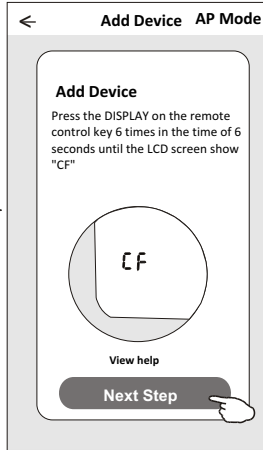 Add Device AP Mode
Add Device
Press the DISPLAY on the remote
control key 6 times in the time of 6
seconds until the LCD screen show
"CF"
CF
View help
Next Step